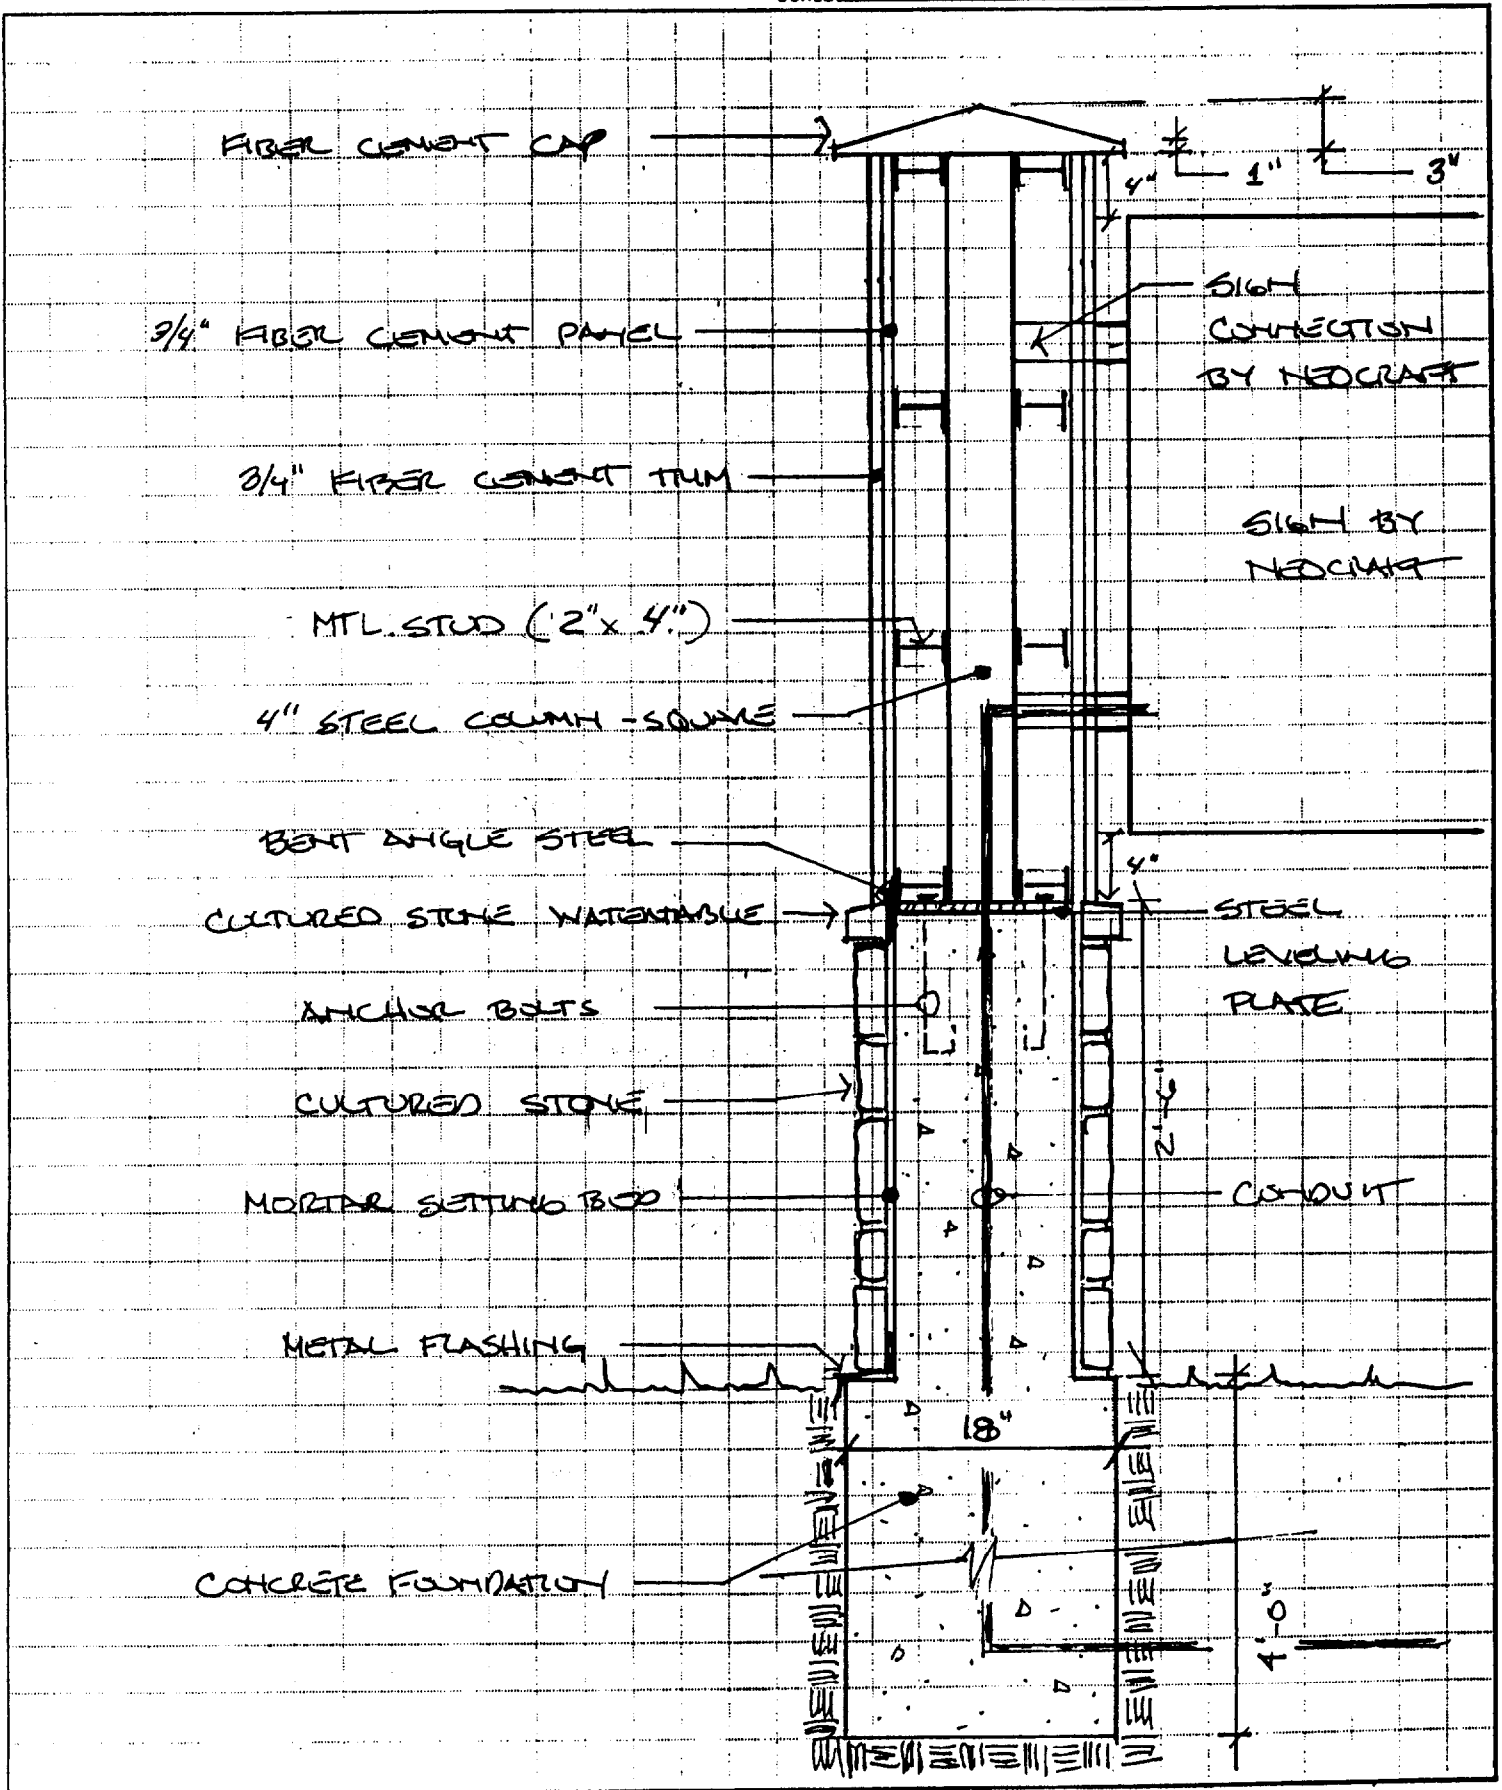 FIBER CEMENT CAP
1"
3"
4"
SIGN
CONNECTION
BY NEOCRAFT
3/4" FIBER CEMENT PANEL
3/4" FIBER CEMENT TRIM
SIGN BY
NEOCRAFT
MTL. STUD (2" x 4")
4" STEEL COLUMN - SQUARE
BENT ANGLE STEEL
4"
CULTURED STONE WATERTABLE
STEEL
LEVELING
PLATE
ANCHOR BOLTS
CULTURED STONE
2'-6"
MORTAR SETTING BED
CONDUIT
METAL FLASHING
18"
CONCRETE FOUNDATION
4'-0"